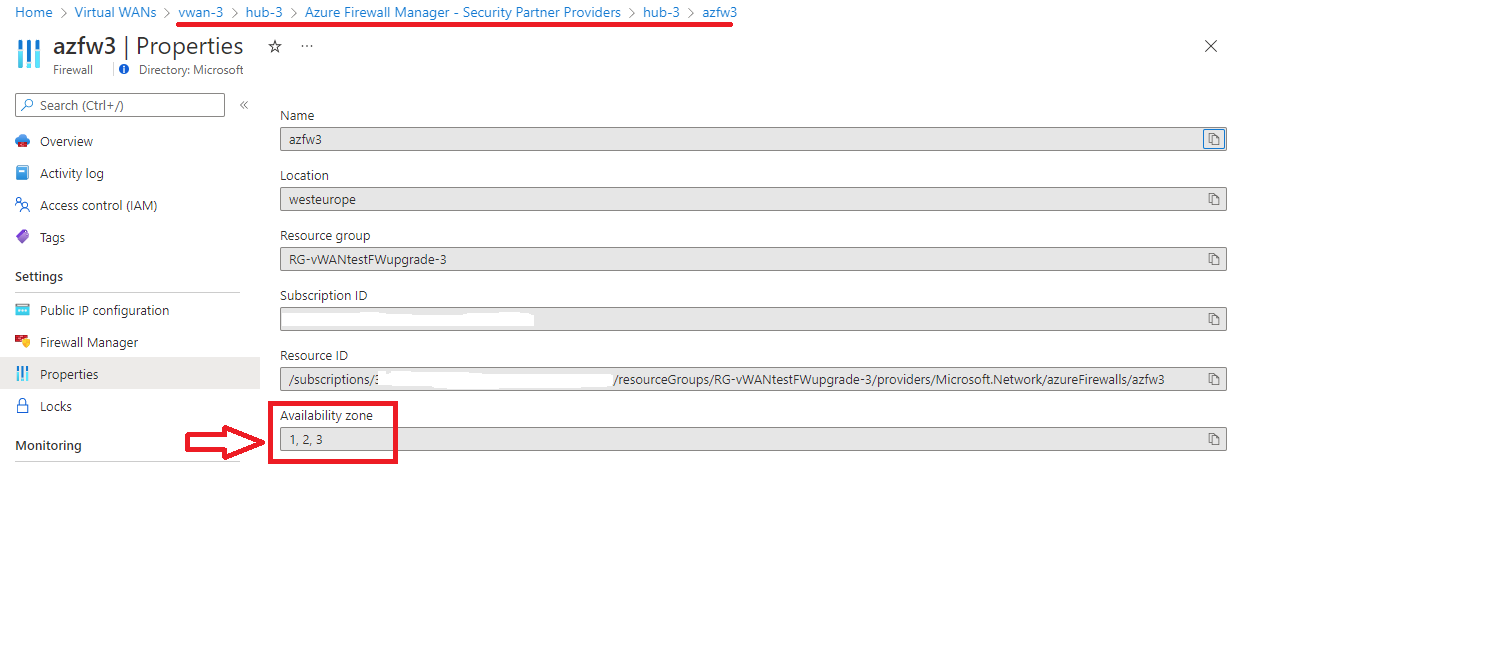 Home > Virtual WANs > vwan-3 > hub-3 > Azure Firewall Manager - Security Partner Providers > hub-3 > azfw3
azfw3 | Properties ☆ ...
Firewall Directory: Microsoft
Search (Ctrl+/) «
Overview
Activity log
Access control (IAM)
Tags
Settings
Public IP configuration
Firewall Manager
Properties
Locks
Monitoring
Name
azfw3
Location
westeurope
Resource group
RG-vWANtestFWupgrade-3
Subscription ID
Resource ID
/subscriptions/3 /resourceGroups/RG-vWANtestFWupgrade-3/providers/Microsoft.Network/azureFirewalls/azfw3
Availability zone
1, 2, 3